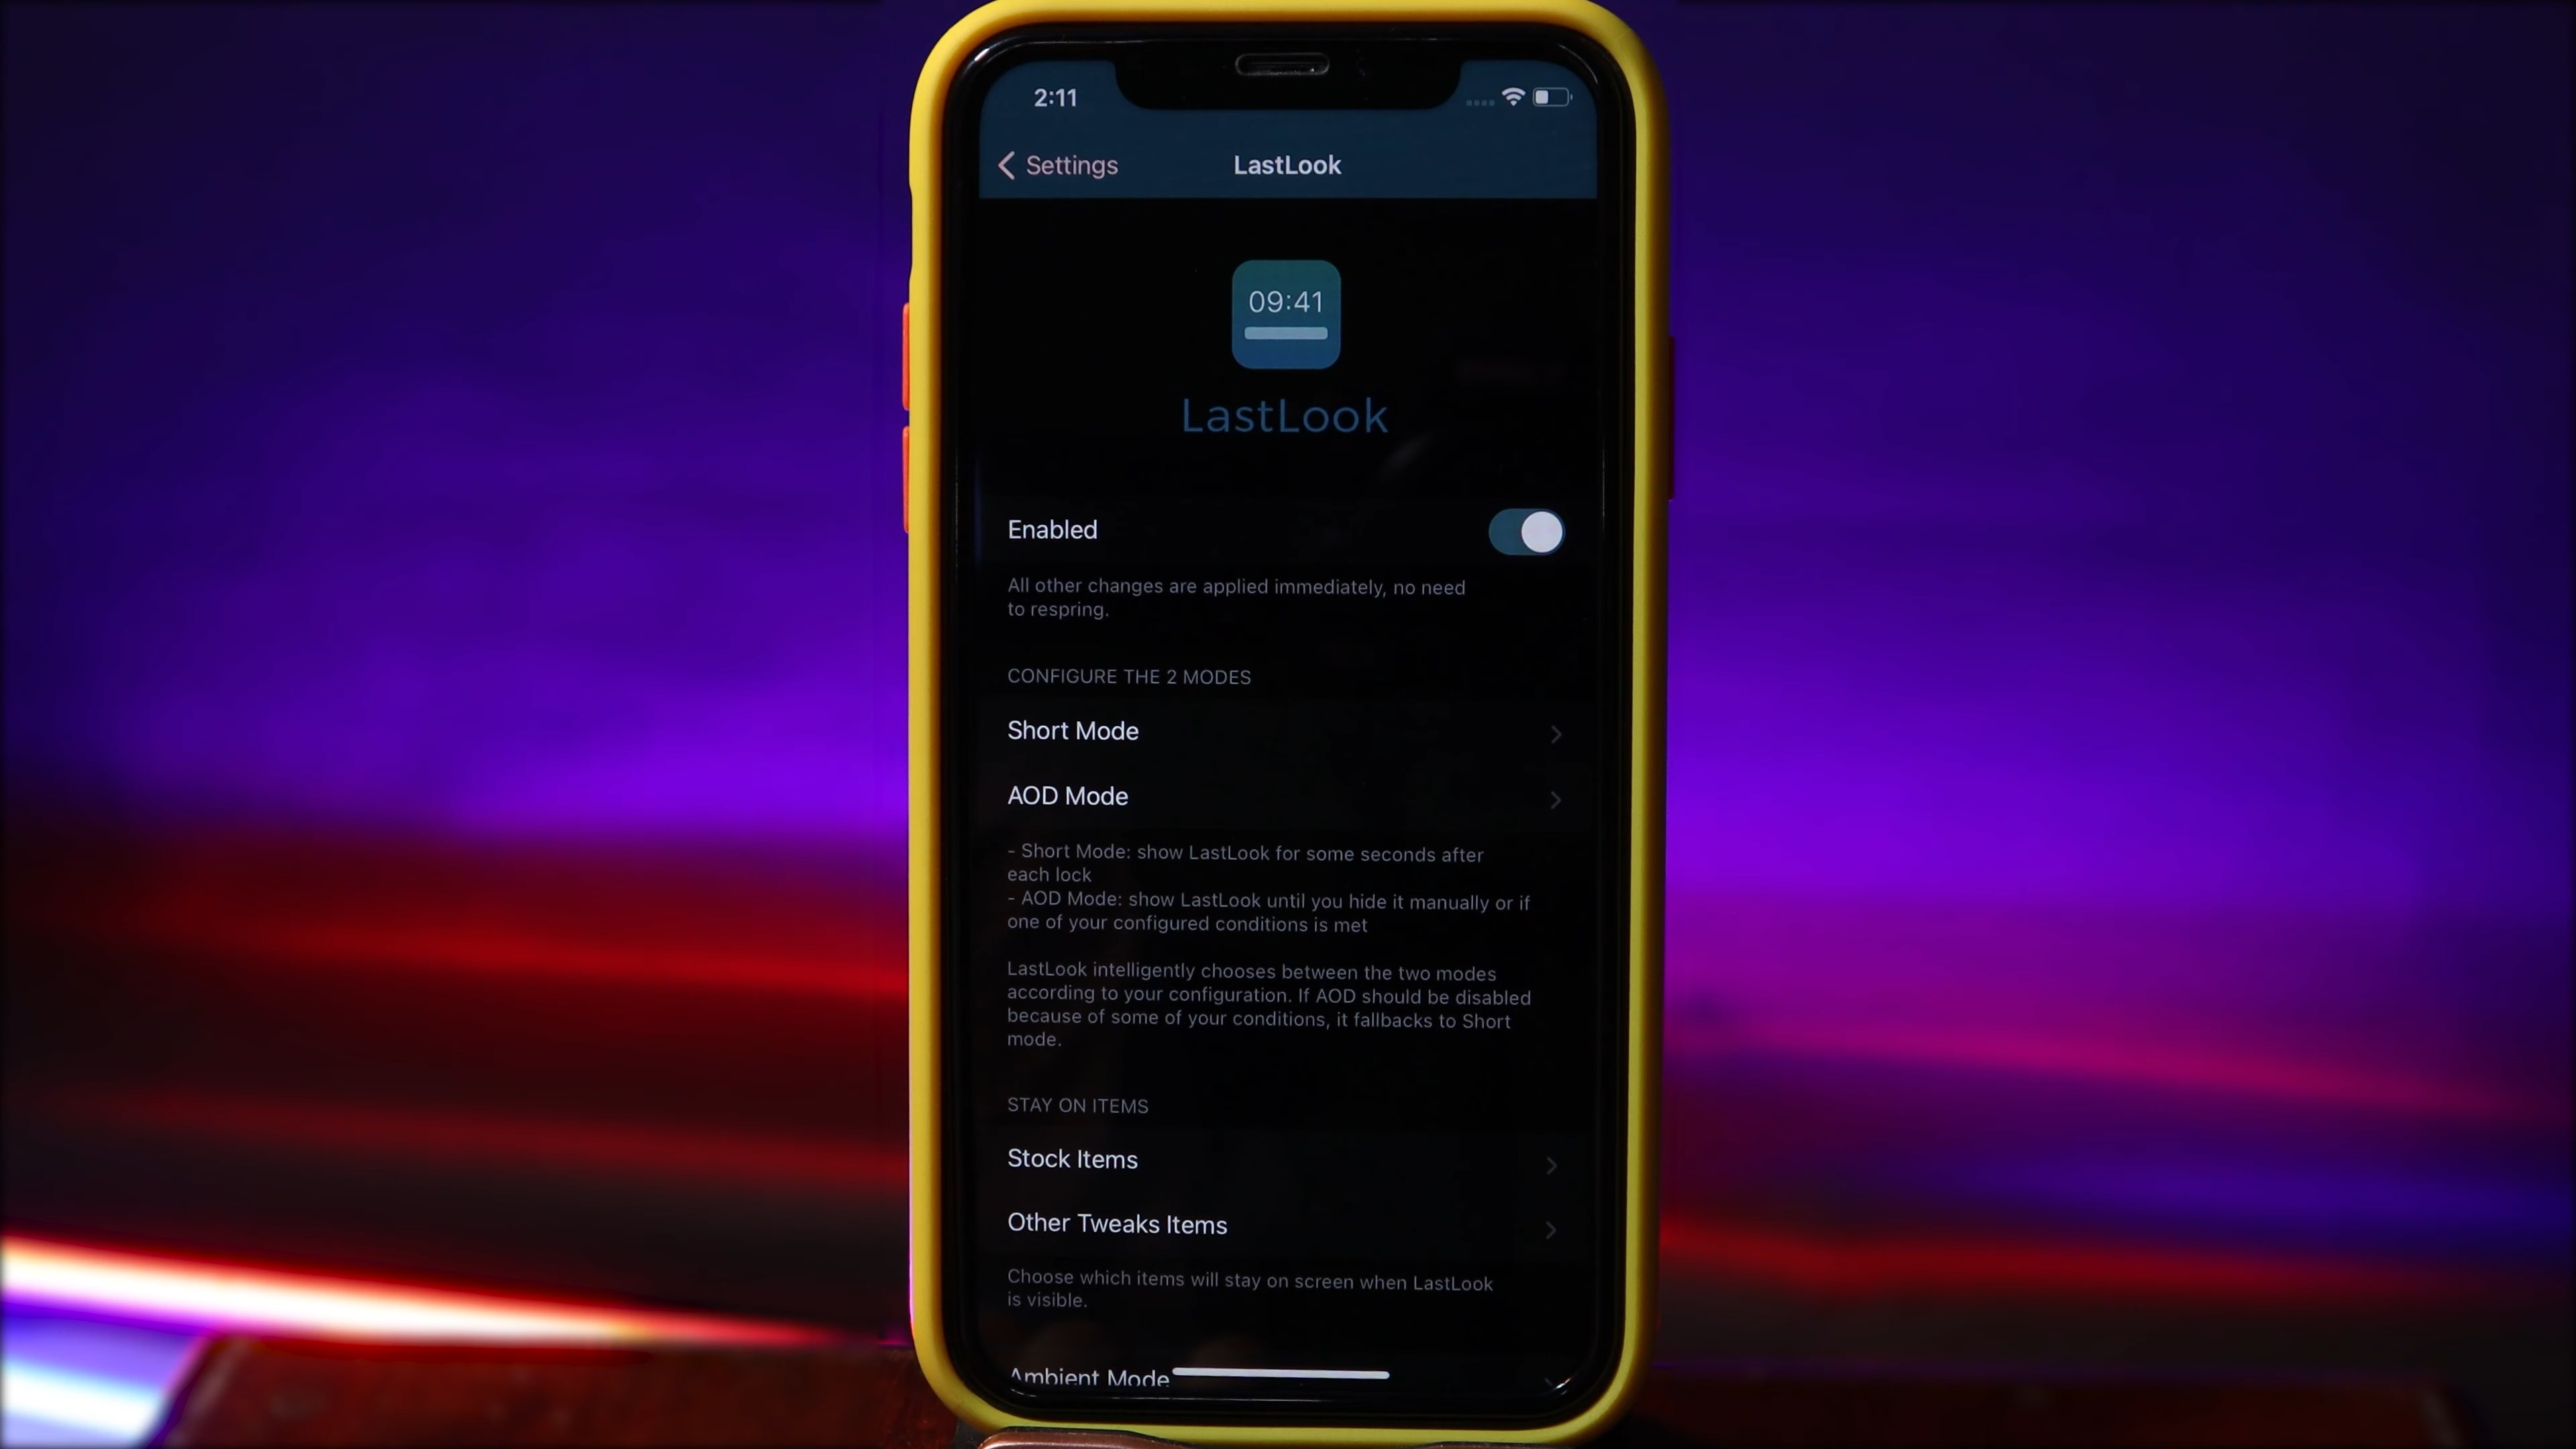 2:11
Settings
LastLook
09:41
LastLook
Enabled
All other changes are applied immediately, no need
to respring.
CONFIGURE THE 2 MODES
Short Mode
AOD Mode
- Short Mode: show LastLook for some seconds after
each lock
- AOD Mode: show LastLook until you hide it manually or if
one of your configured conditions is met
LastLook intelligently chooses between the two modes
according to your configuration. If AOD should be disabled
because of some of your conditions, it fallbacks to Short
mode.
STAY ON ITEMS
Stock Items
Other Tweaks Items
Choose which items will stay on screen when LastLook
is visible.
Ambient Mode